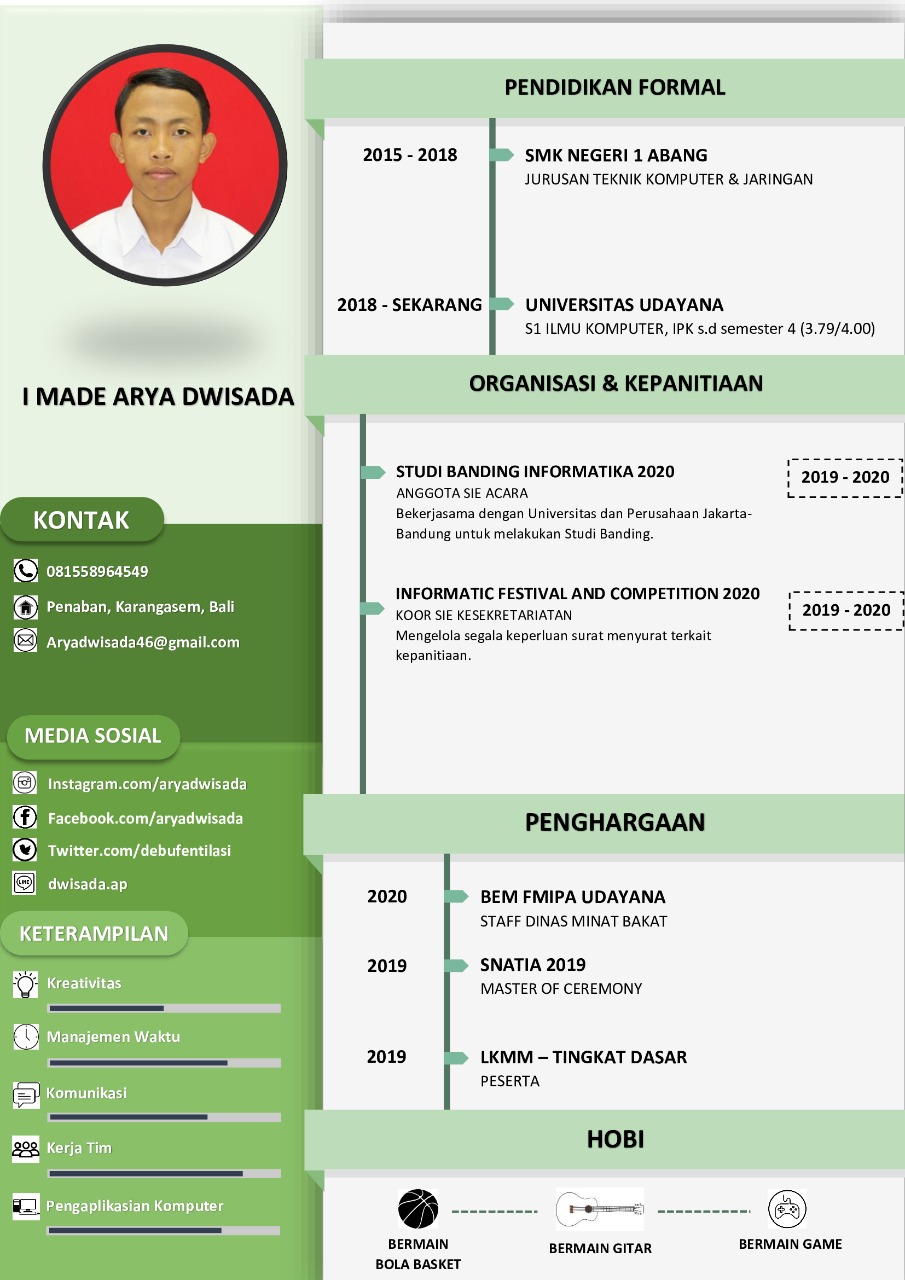 I MADE ARYA DWISADA
KONTAK
081558964549
Penaban, Karangasem, Bali
Aryadwisada46@gmail.com
MEDIA SOSIAL
Instagram.com/aryadwisada
Facebook.com/aryadwisada
Twitter.com/debufentilasi
LINE
dwisada.ap
KETERAMPILAN
Kreativitas
Manajemen Waktu
Komunikasi
Kerja Tim
Pengaplikasian Komputer
PENDIDIKAN FORMAL
2015 - 2018
SMK NEGERI 1 ABANG
JURUSAN TEKNIK KOMPUTER & JARINGAN
2018 - SEKARANG
UNIVERSITAS UDAYANA
S1 ILMU KOMPUTER, IPK s.d semester 4 (3.79/4.00)
ORGANISASI & KEPANITIAAN
STUDI BANDING INFORMATIKA 2020
2019 - 2020
ANGGOTA SIE ACARA
Bekerjasama dengan Universitas dan Perusahaan Jakarta-
Bandung untuk melakukan Studi Banding.
INFORMATIC FESTIVAL AND COMPETITION 2020
2019 - 2020
KOOR SIE KESEKRETARIATAN
Mengelola segala keperluan surat menyurat terkait
kepanitiaan.
PENGHARGAAN
2020
BEM FMIPA UDAYANA
STAFF DINAS MINAT BAKAT
2019
SNATIA 2019
MASTER OF CEREMONY
2019
LKMM – TINGKAT DASAR
PESERTA
HOBI
BERMAIN
BOLA BASKET
BERMAIN GITAR
BERMAIN GAME